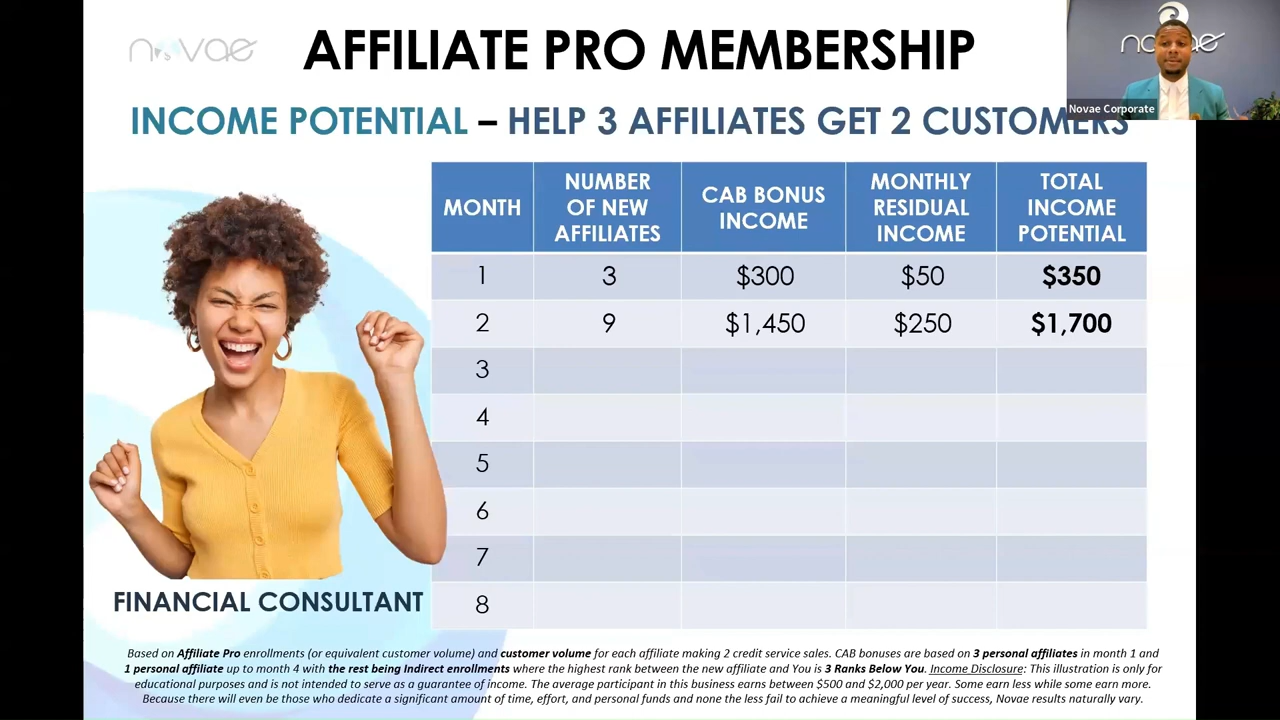 novae
AFFILIATE PRO MEMBERSHIP
novae
Novae Corporate
INCOME POTENTIAL – HELP 3 AFFILIATES GET 2 CUSTOMERS
MONTH
NUMBER
OF NEW
AFFILIATES
CAB BONUS
INCOME
MONTHLY
RESIDUAL
INCOME
TOTAL
INCOME
POTENTIAL
1 3 $300 $50 $350
2 9 $1,450 $250 $1,700
3
4
5
6
7
8
FINANCIAL CONSULTANT
Based on Affiliate Pro enrollments (or equivalent customer volume) and customer volume for each affiliate making 2 credit service sales. CAB bonuses are based on 3 personal affiliates in month 1 and
1 personal affiliate up to month 4 with the rest being Indirect enrollments where the highest rank between the new affiliate and You is 3 Ranks Below You. Income Disclosure: This illustration is only for
educational purposes and is not intended to serve as a guarantee of income. The average participant in this business earns between $500 and $2,000 per year. Some earn less while some earn more.
Because there will even be those who dedicate a significant amount of time, effort, and personal funds and none the less fail to achieve a meaningful level of success, Novae results naturally vary.